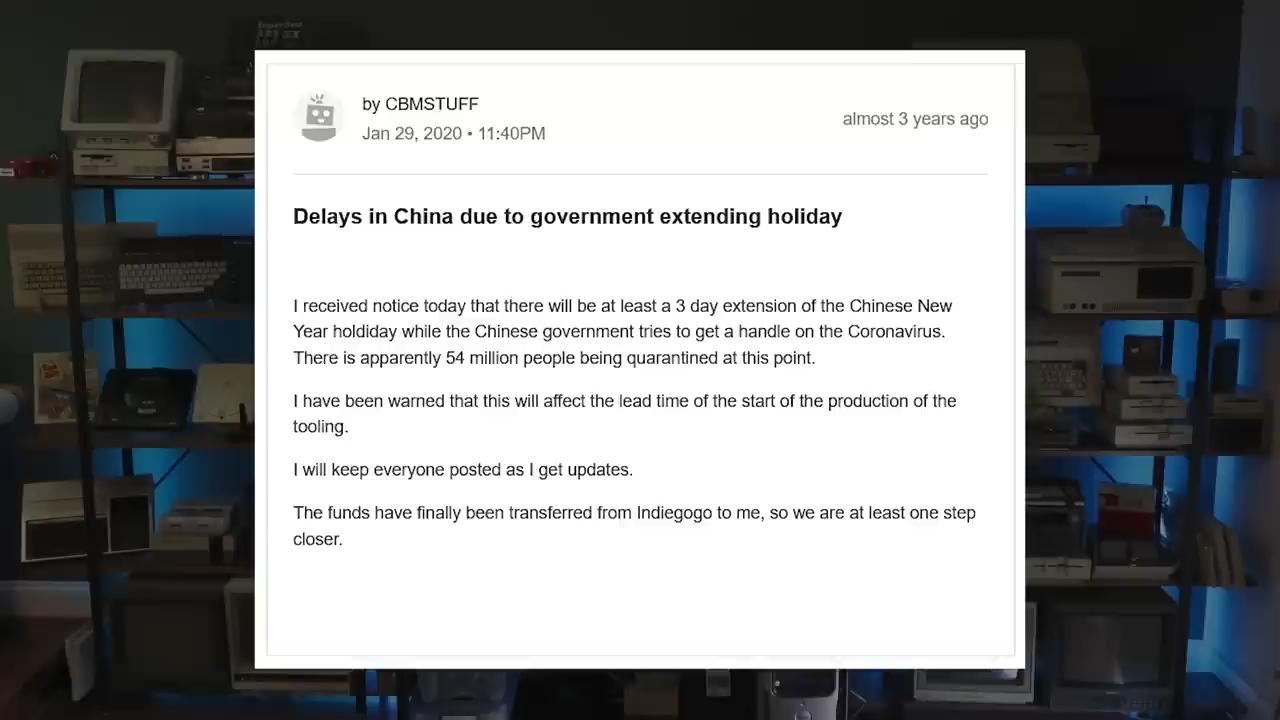 by CBMSTUFF
Jan 29, 2020 • 11:40PM
almost 3 years ago
Delays in China due to government extending holiday
I received notice today that there will be at least a 3 day extension of the Chinese New
Year holdiday while the Chinese government tries to get a handle on the Coronavirus.
There is apparently 54 million people being quarantined at this point.
I have been warned that this will affect the lead time of the start of the production of the
tooling.
I will keep everyone posted as I get updates.
The funds have finally been transferred from Indiegogo to me, so we are at least one step
closer.